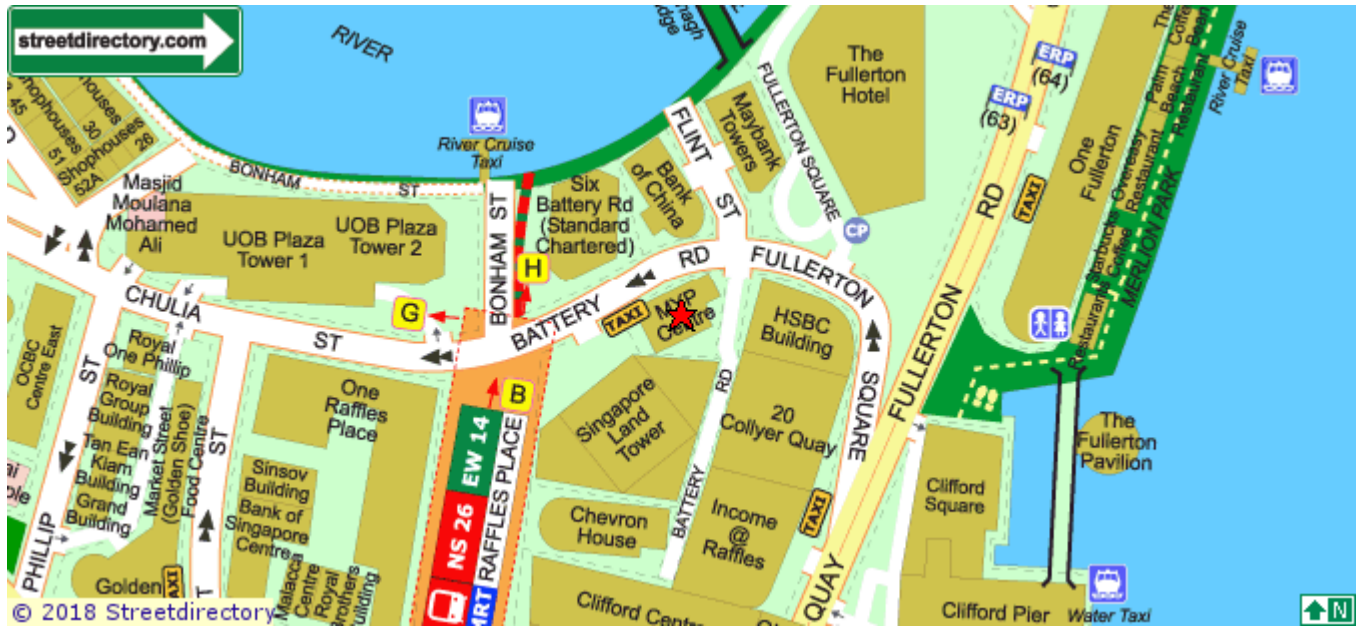 streetdirectory.com
RIVER
River Cruise
Taxi
BONHAM
ST
Shophouses
45
51
Shophouses
52A
30
26
Masjid
Moulana
Mohamed
Ali
UOB Plaza
Tower 1
UOB Plaza
Tower 2
BONHAM ST
H
G
B
Six
Battery Rd
(Standard
Chartered)
Bank
of
China
FLINT
ST
Maybank
Towers
FULLERTON SQUARE
The
Fullerton
Hotel
CP
ERP
(64)
ERP
(63)
TAXI
One
Fullerton
The
Coffee
Bean
Palm
Beach
Restaurant
Overeasy
Restaurant
Starbucks
Coffee
Restaurants
MERLION PARK
River Cruise
Taxi
CHULIA
ST
BATTERY
RD
FULLERTON
SQUARE
FULLERTON
RD
TAXI
MYP
Centre
HSBC
Building
20
Collyer Quay
Income
@
Raffles
TAXI
QUAY
BATTERY
RD
Singapore
Land
Tower
Chevron
House
OCBC
Centre East
PHILLIP
ST
Royal
One Phillip
Royal
Group
Building
Tan Ean
Kiam
Building
Grand
Building
Market Street
(Golden Shoe)
Food Centre
ST
One
Raffles
Place
Sinsov
Building
Bank of
Singapore
Centre
Malacca
Centre
Royal
Brothers
Building
Golden
TAXI
EW 14
NS 26
RAFFLES PLACE
MRT
Clifford
Square
The
Fullerton
Pavilion
Clifford Pier
Water Taxi
N
© 2018 Streetdirectory